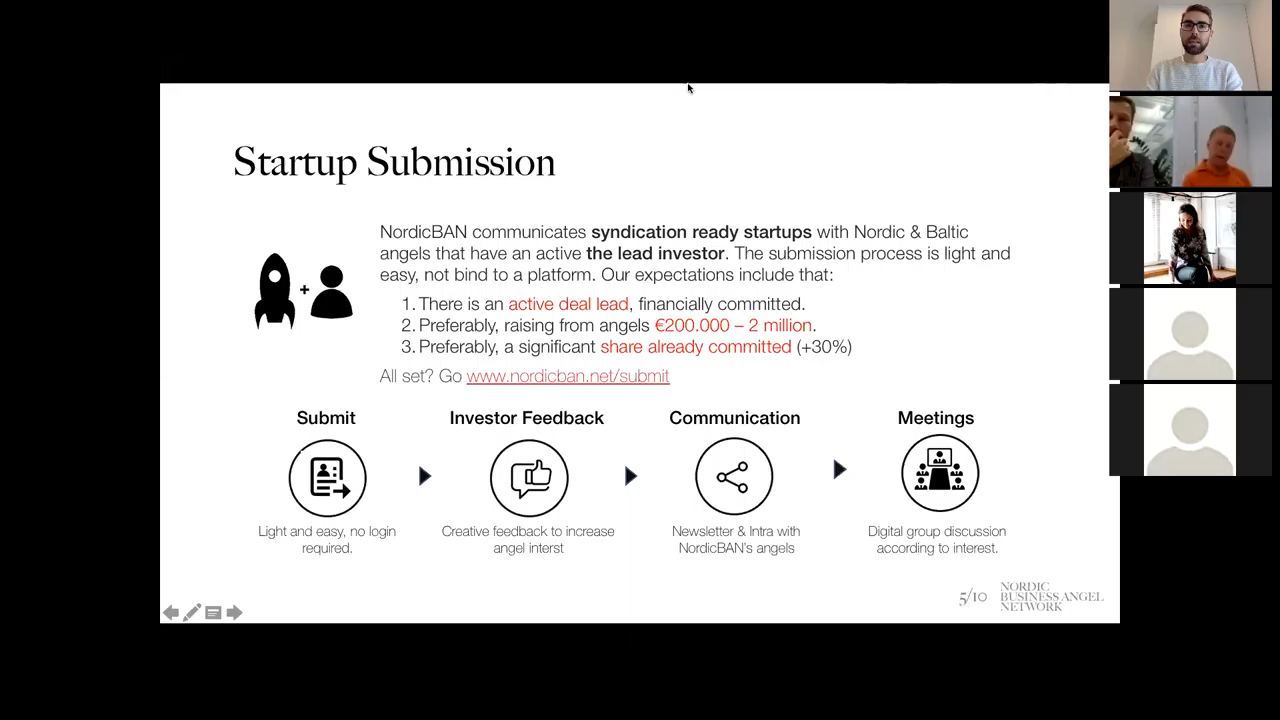 Startup Submission
NordicBAN communicates syndication ready startups with Nordic & Baltic
angels that have an active the lead investor. The submission process is light and
easy, not bind to a platform. Our expectations include that:
1. There is an active deal lead, financially committed.
2. Preferably, raising from angels €200.000 – 2 million.
3. Preferably, a significant share already committed (+30%)
All set? Go www.nordicban.net/submit
Submit
Investor Feedback
Communication
Meetings
Light and easy, no login
required.
Creative feedback to increase
angel interst
Newsletter & Intra with
NordicBAN's angels
Digital group discussion
according to interest.
5/10
NORDIC
BUSINESS ANGEL
NETWORK